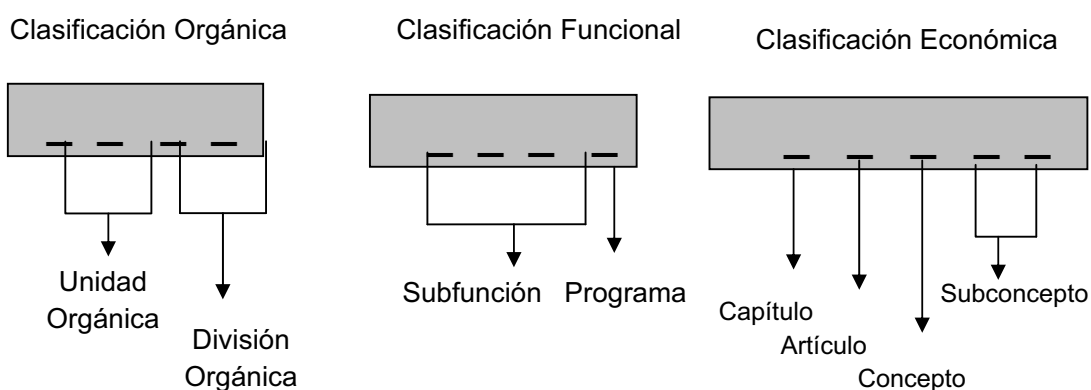 Clasificación Orgánica
Clasificación Funcional
Clasificación Económica
Unidad
Orgánica
División
Orgánica
Subfunción
Programa
Capítulo
Artículo
Concepto
Subconcepto